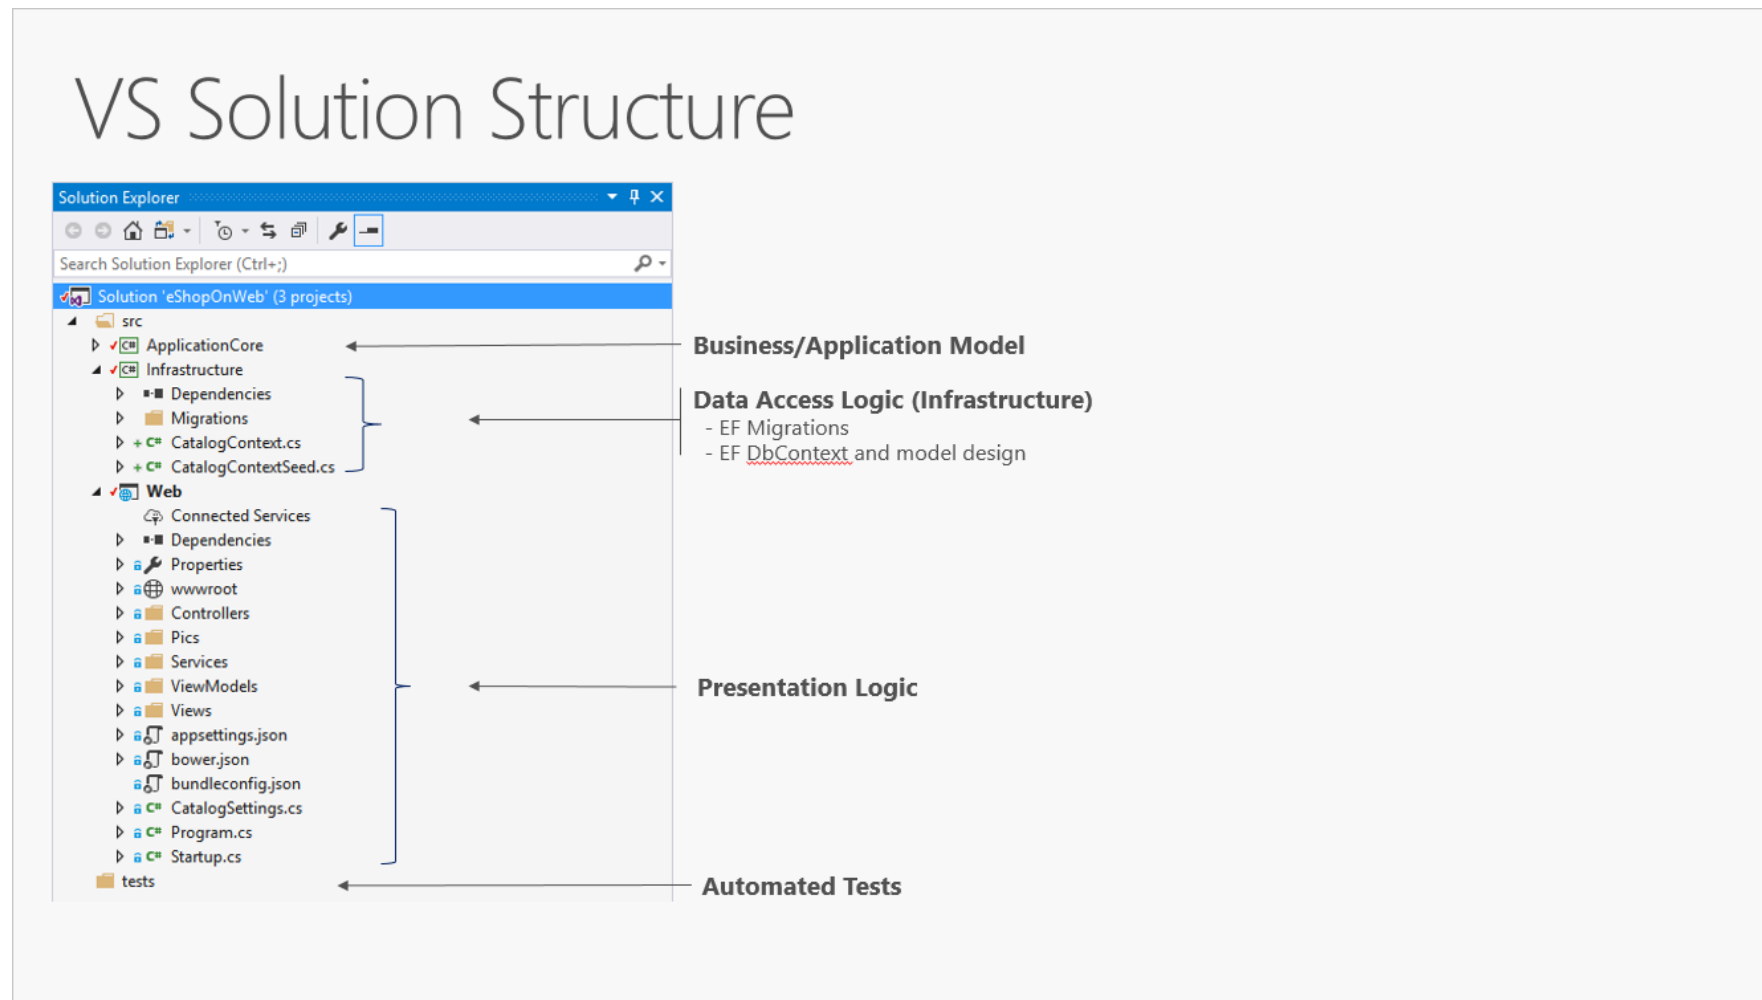 VS Solution Structure
Solution Explorer
Search Solution Explorer (Ctrl+;)
Solution 'eShopOnWeb' (3 projects)
src
ApplicationCore
Business/Application Model
Infrastructure
Dependencies
Migrations
CatalogContext.cs
CatalogContextSeed.cs
Data Access Logic (Infrastructure)
- EF Migrations
- EF DbContext and model design
Web
Connected Services
Dependencies
Properties
wwwroot
Controllers
Pics
Services
ViewModels
Views
appsettings.json
bower.json
bundleconfig.json
CatalogSettings.cs
Program.cs
Startup.cs
Presentation Logic
tests
Automated Tests